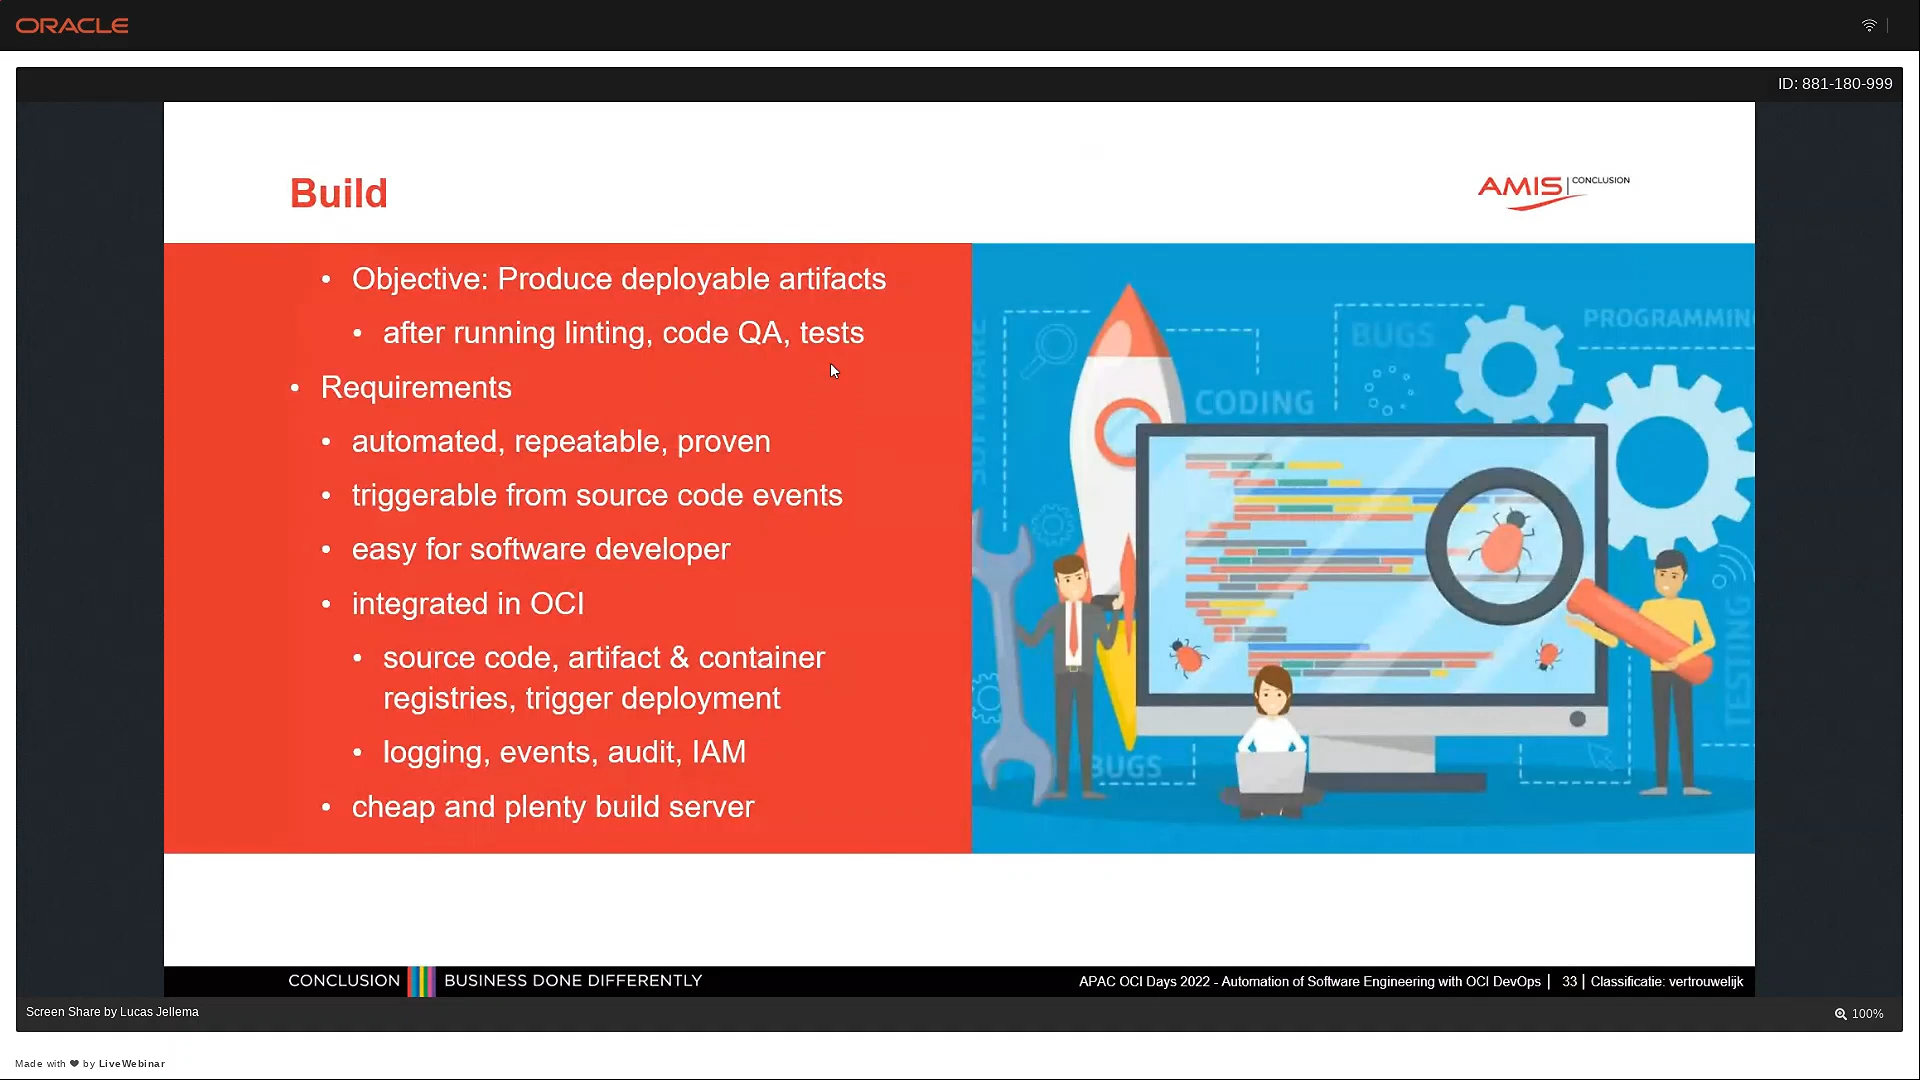 ORACLE
ID: 881-180-999
Build
AMIS | CONCLUSION
• Objective: Produce deployable artifacts
• after running linting, code QA, tests
• Requirements
• automated, repeatable, proven
• triggerable from source code events
• easy for software developer
• integrated in OCI
• source code, artifact & container
registries, trigger deployment
• logging, events, audit, IAM
• cheap and plenty build server
SOFTWARE
BUGS
PROGRAMMIN
CODING
TESTING
BUGS
CONCLUSION BUSINESS DONE DIFFERENTLY
APAC OCI Days 2022 - Automation of Software Engineering with OCI DevOps | 33 | Classificatie: vertrouwelijk
Screen Share by Lucas Jellema
100%
Made with ♥ by LiveWebinar